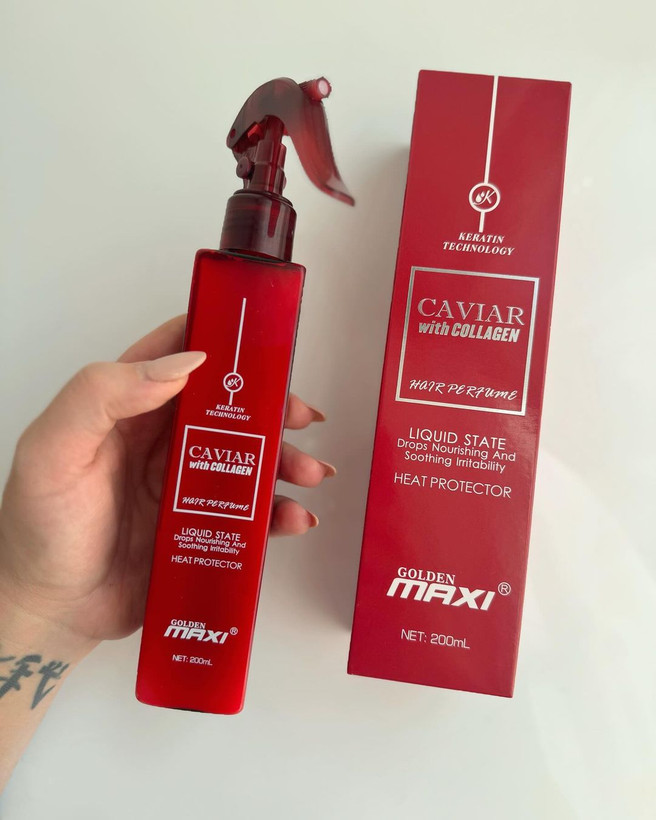 KERATIN
TECHNOLOGY
CAVIAR
with COLLAGEN
HAIR PERFUME
LIQUID STATE
Drops Nourishing And
Soothing Irritability
HEAT PROTECTOR
GOLDEN
MAXI®
NET: 200mL
KERATIN
TECHNOLOGY
CAVIAR
with COLLAGEN
HAIR PERFUME
LIQUID STATE
Drops Nourishing And
Soothing Irritability
HEAT PROTECTOR
GOLDEN
MAXI®
NET: 200mL